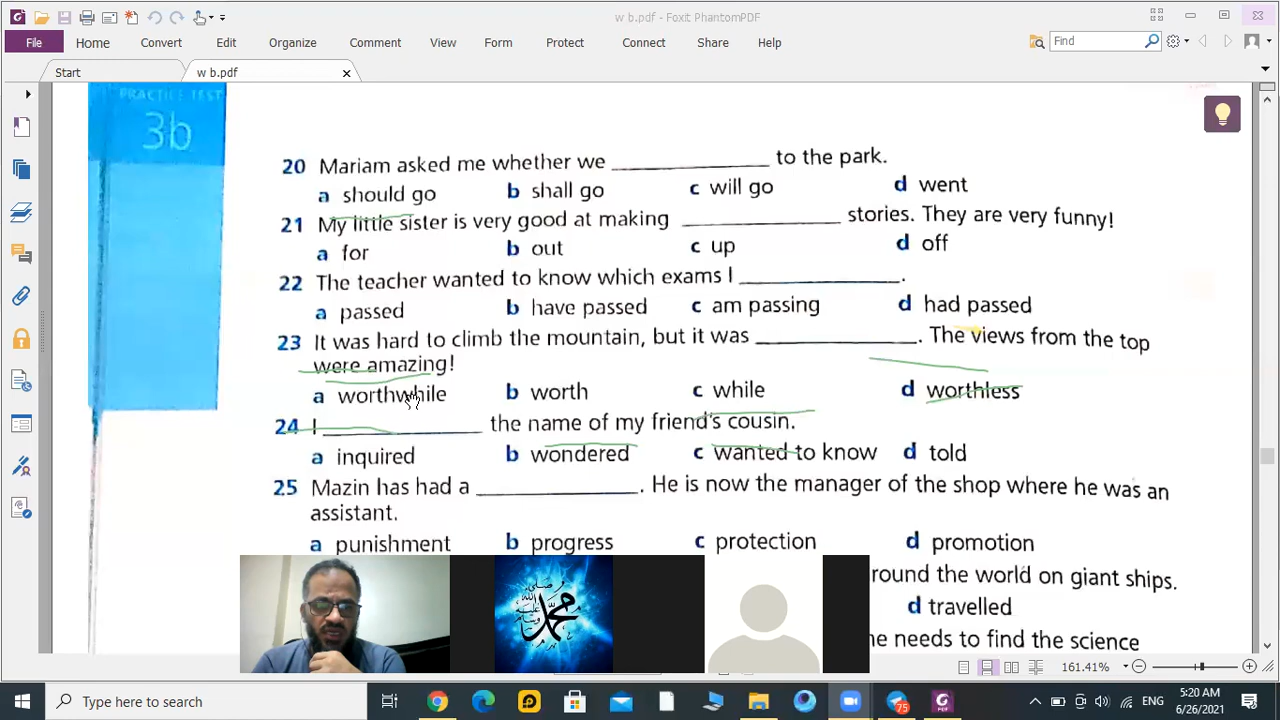 w b.pdf - Foxit PhantomPDF
File Home Convert Edit Organize Comment View Form Protect Connect Share Help Find
Start w b.pdf
PRACTICE TEST
3b
20 Mariam asked me whether we ____________ to the park.
a should go b shall go c will go d went
21 My little sister is very good at making ____________ stories. They are very funny!
a for b out c up d off
22 The teacher wanted to know which exams I ____________.
a passed b have passed c am passing d had passed
23 It was hard to climb the mountain, but it was ____________. The views from the top
were amazing!
a worthwhile b worth c while d worthless
24 I ____________ the name of my friend's cousin.
a inquired b wondered c wanted to know d told
25 Mazin has had a ____________. He is now the manager of the shop where he was an
assistant.
a punishment b progress c protection d promotion
round the world on giant ships.
d travelled
ne needs to find the science
محمد
161.41%
Type here to search
75
ENG
5:20 AM
6/26/2021